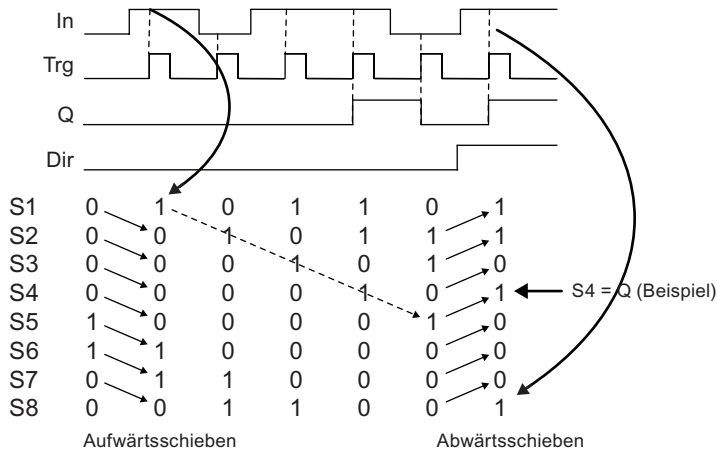 In
Trg
Q
Dir
S1 0 1 0 1 1 0 1
S2 0 0 1 0 1 1 1
S3 0 0 0 1 0 1 0
S4 0 0 0 0 1 0 1 S4 = Q (Beispiel)
S5 1 0 0 0 0 1 0
S6 1 1 0 0 0 0 0
S7 0 1 1 0 0 0 0
S8 0 0 1 1 0 0 1
Aufwärtsschieben Abwärtsschieben